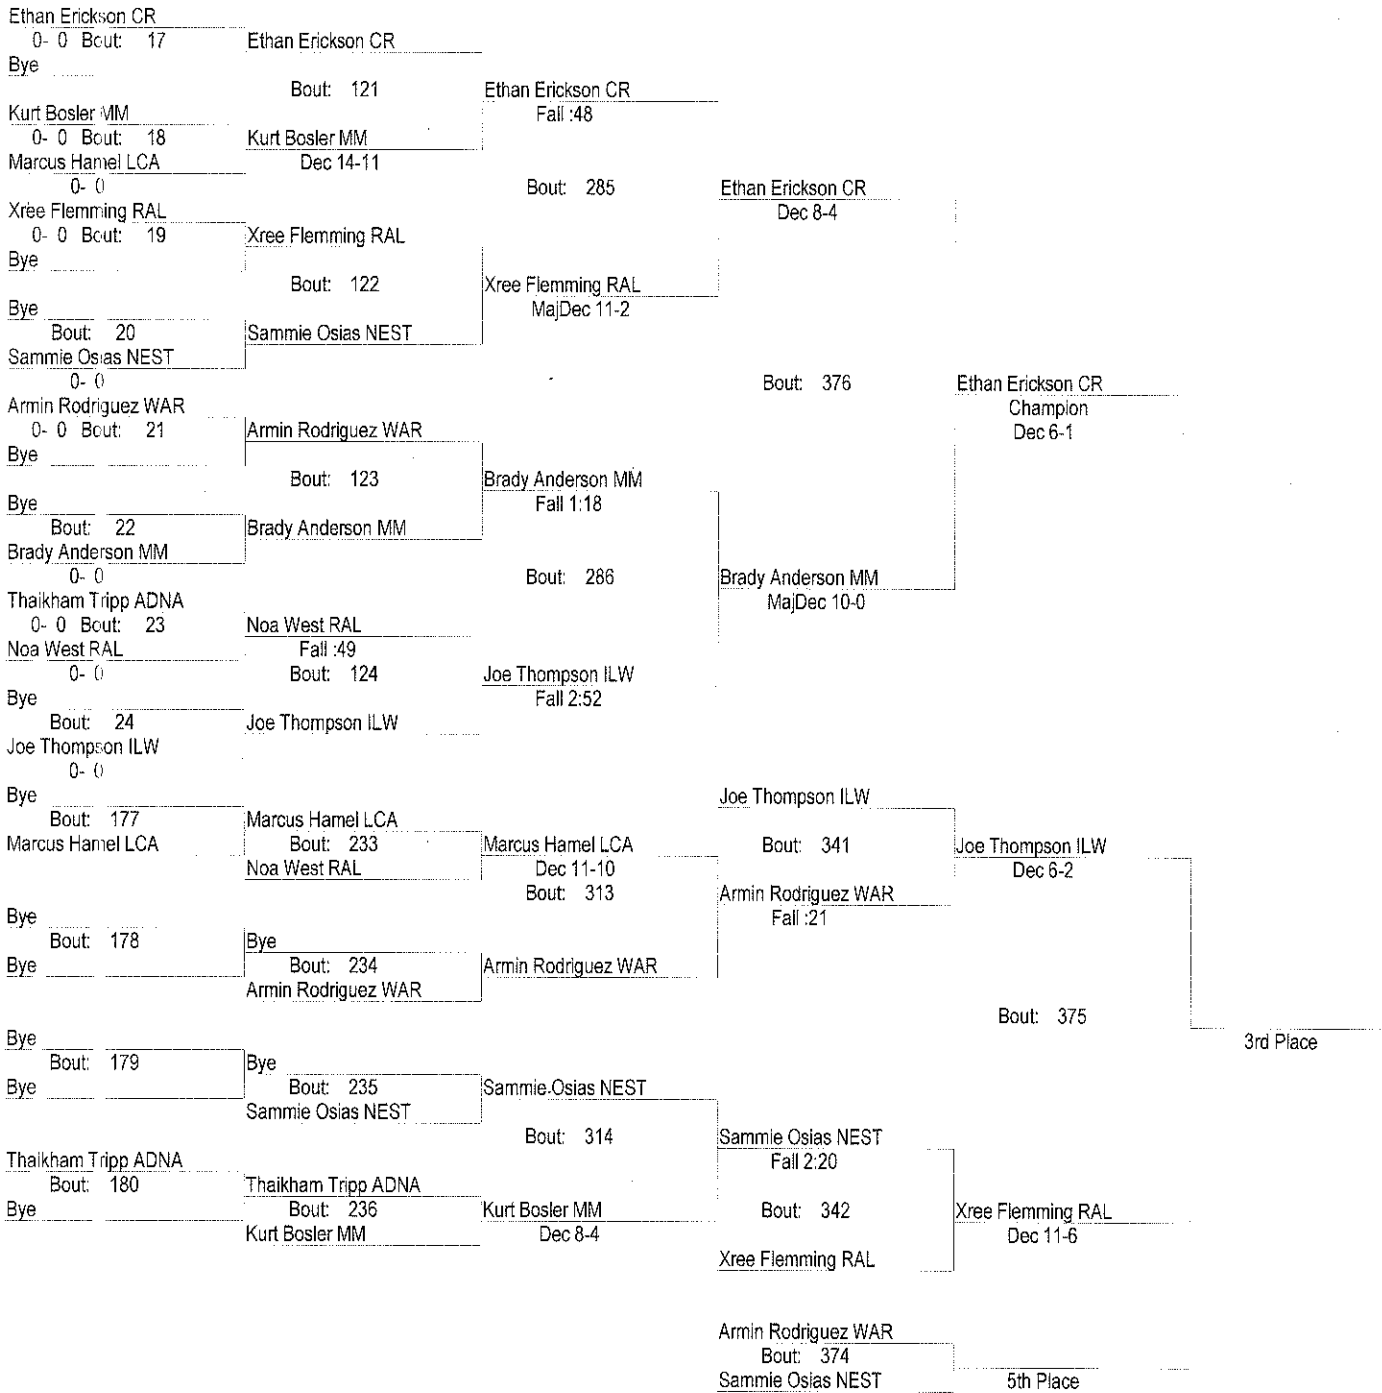 Ethan Erickson CR
0- 0 Bout: 17
Bye
Kurt Bosler MM
0- 0 Bout: 18
Marcus Hamel LCA
0- 0
Xree Flemming RAL
0- 0 Bout: 19
Bye
Bye
Bout: 20
Sammie Osias NEST
0- 0
Armin Rodriguez WAR
0- 0 Bout: 21
Bye
Bye
Bout: 22
Brady Anderson MM
0- 0
Thaikham Tripp ADNA
0- 0 Bout: 23
Noa West RAL
0- 0
Bye
Bout: 24
Joe Thompson ILW
0- 0
Ethan Erickson CR
Bout: 121
Kurt Bosler MM
Dec 14-11
Xree Flemming RAL
Bout: 122
Sammie Osias NEST
Armin Rodriguez WAR
Bout: 123
Brady Anderson MM
Noa West RAL
Fall :49
Bout: 124
Joe Thompson ILW
Ethan Erickson CR
Fall :48
Bout: 285
Xree Flemming RAL
MajDec 11-2
Brady Anderson MM
Fall 1:18
Bout: 286
Joe Thompson ILW
Fall 2:52
Ethan Erickson CR
Dec 8-4
Bout: 376
Brady Anderson MM
MajDec 10-0
Ethan Erickson CR
Champion
Dec 6-1
Bye
Bout: 177
Marcus Hamel LCA
Bye
Bout: 178
Bye
Bye
Bout: 179
Bye
Thaikham Tripp ADNA
Bout: 180
Bye
Marcus Hamel LCA
Bout: 233
Noa West RAL
Bye
Bout: 234
Armin Rodriguez WAR
Bye
Bout: 235
Sammie Osias NEST
Thaikham Tripp ADNA
Bout: 236
Kurt Bosler MM
Marcus Hamel LCA
Dec 11-10
Bout: 313
Armin Rodriguez WAR
Sammie Osias NEST
Bout: 314
Kurt Bosler MM
Dec 8-4
Joe Thompson ILW
Bout: 341
Armin Rodriguez WAR
Fall :21
Sammie Osias NEST
Fall 2:20
Bout: 342
Xree Flemming RAL
Joe Thompson ILW
Dec 6-2
Bout: 375
Xree Flemming RAL
Dec 11-6
3rd Place
Armin Rodriguez WAR
Bout: 374
Sammie Osias NEST
5th Place